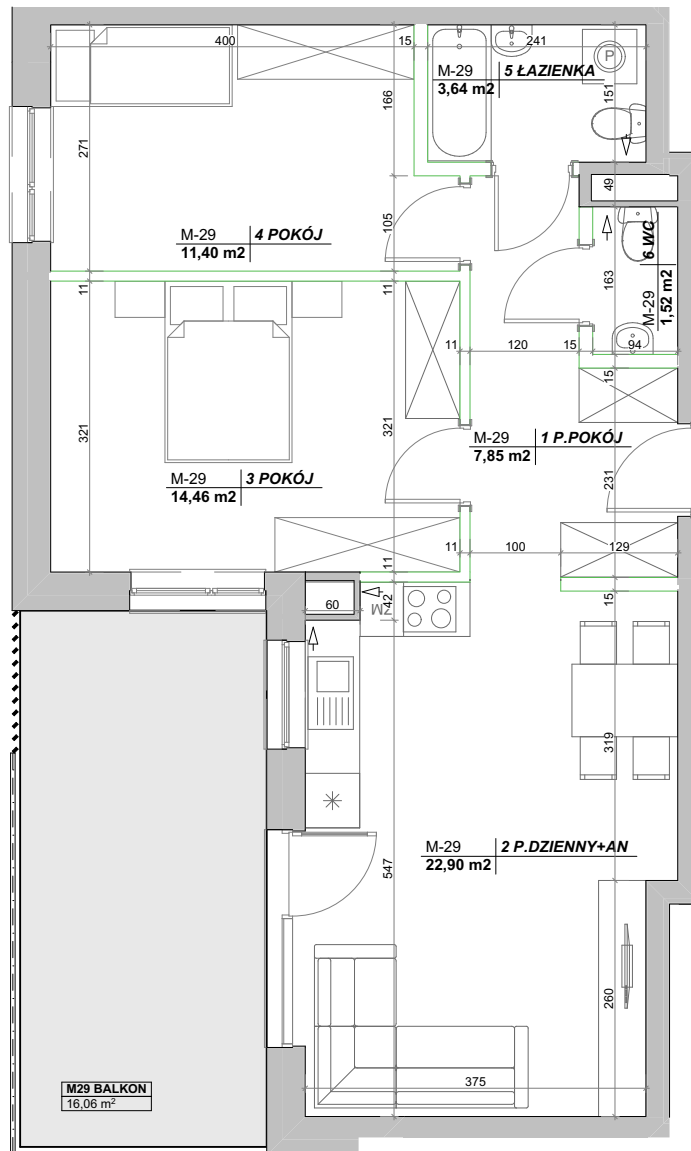 400
15
241
M-29
5 ŁAZIENKA
3,64 m2
P
151
166
271
49
105
M-29
4 POKÓJ
11,40 m2
M-29
6 WC
1,52 m2
163
11
11
11
120
15
94
15
321
321
M-29
1 P.POKÓJ
7,85 m2
M-29
3 POKÓJ
14,46 m2
231
11
100
129
11
60
ZM
42
15
319
M-29
2 P.DZIENNY+AN
22,90 m2
547
260
375
M29 BALKON
16,06 m²